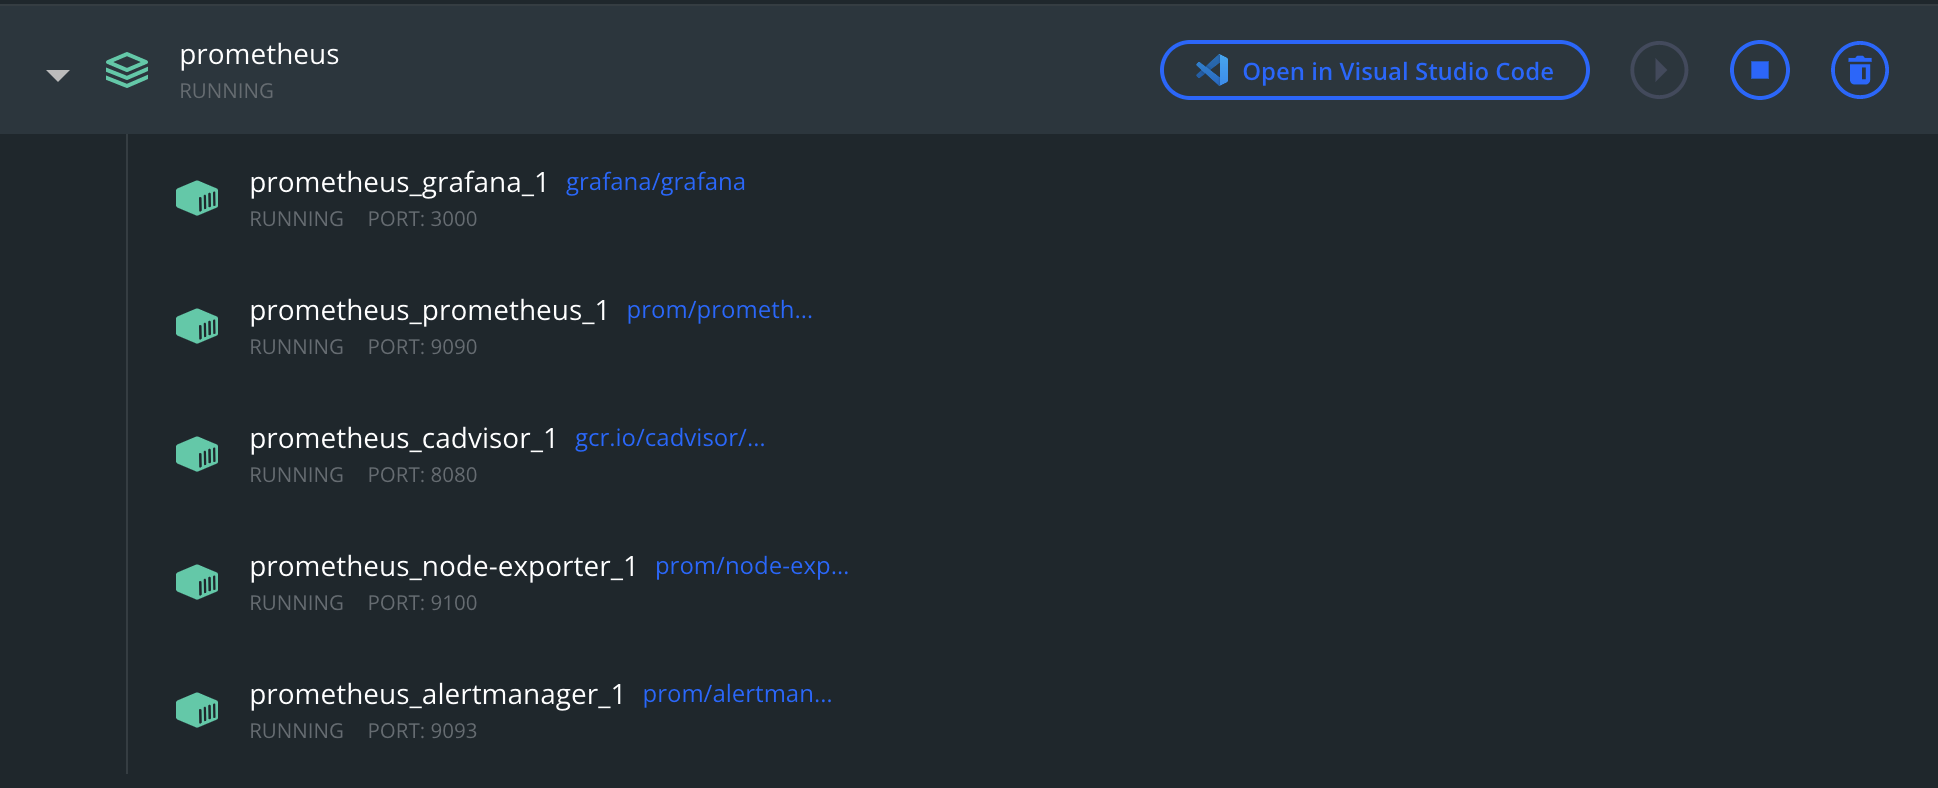 prometheus
RUNNING
Open in Visual Studio Code
prometheus_grafana_1 grafana/grafana
RUNNING PORT: 3000
prometheus_prometheus_1 prom/prometh...
RUNNING PORT: 9090
prometheus_cadvisor_1 gcr.io/cadvisor/...
RUNNING PORT: 8080
prometheus_node-exporter_1 prom/node-exp...
RUNNING PORT: 9100
prometheus_alertmanager_1 prom/alertman...
RUNNING PORT: 9093